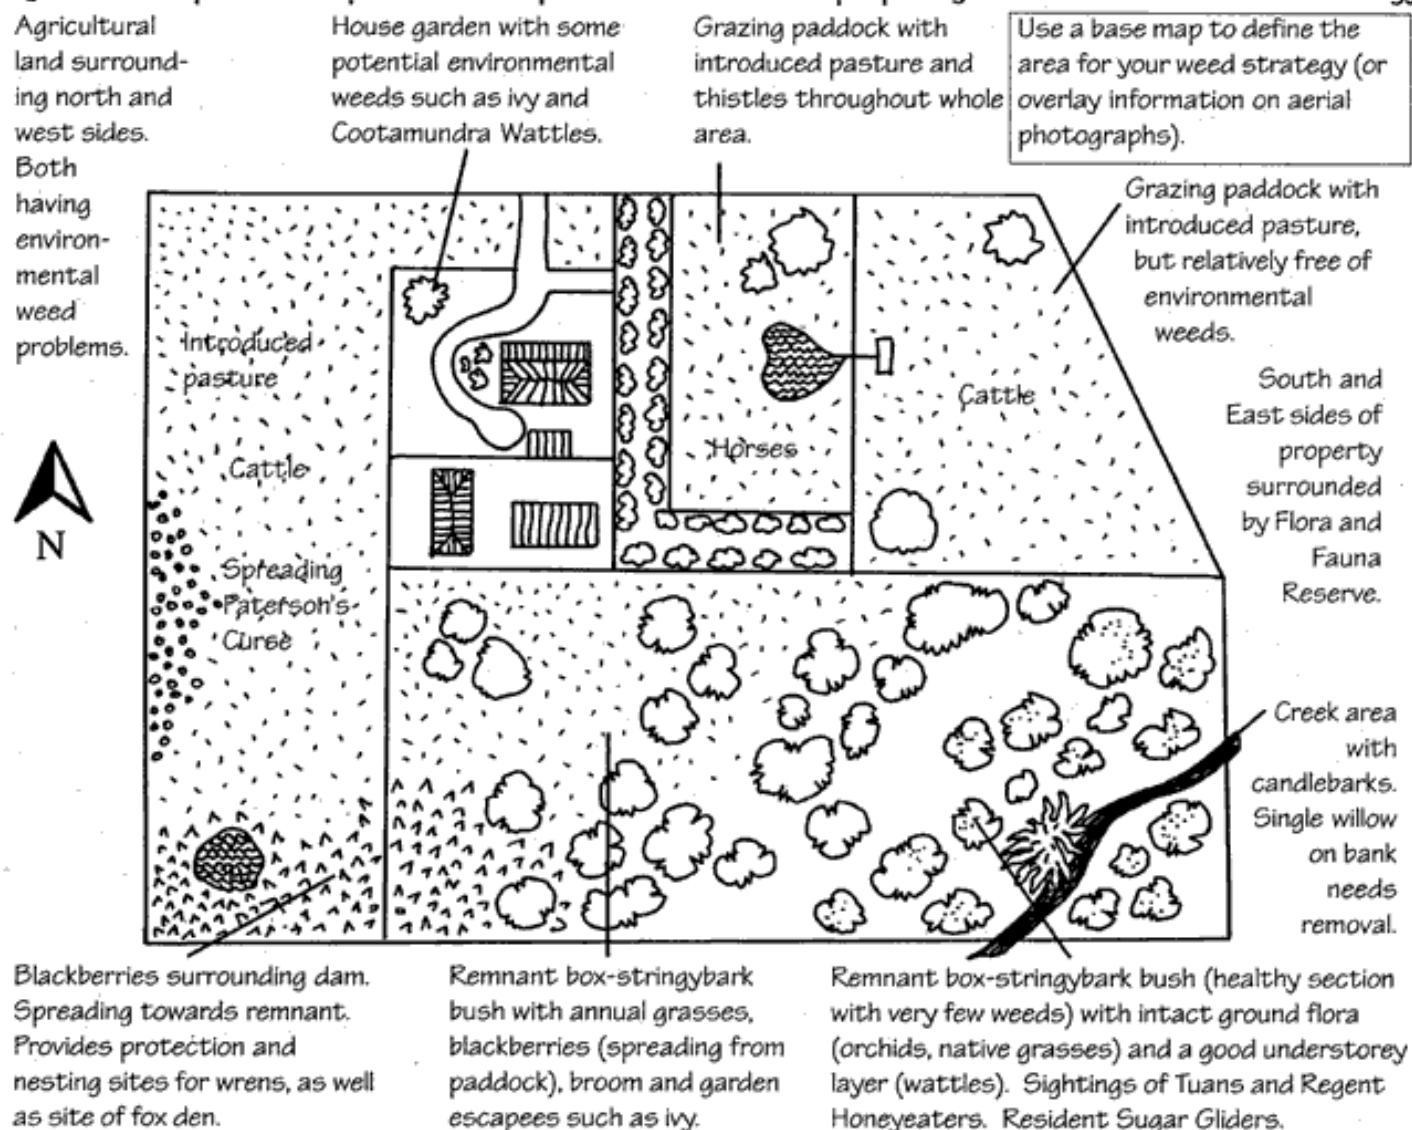 Agricultural
land surround-
ing north and
west sides.
Both
having
environ-
mental
weed
problems.
House garden with some
potential environmental
weeds such as ivy and
Cootamundra Wattles.
Grazing paddock with
introduced pasture and
thistles throughout whole
area.
Use a base map to define the
area for your weed strategy (or
overlay information on aerial
photographs).
Grazing paddock with
introduced pasture,
but relatively free of
environmental
weeds.
South and
East sides of
property
surrounded
by Flora and
Fauna
Reserve.
Introduced
pasture
Cattle
Spreading
Paterson's
Curse
Horses
Cattle
N
Creek area
with
candlebarks.
Single willow
on bank
needs
removal.
Blackberries surrounding dam.
Spreading towards remnant.
Provides protection and
nesting sites for wrens, as well
as site of fox den.
Remnant box-stringybark
bush with annual grasses,
blackberries (spreading from
paddock), broom and garden
escapees such as ivy.
Remnant box-stringybark bush (healthy section
with very few weeds) with intact ground flora
(orchids, native grasses) and a good understorey
layer (wattles). Sightings of Tuans and Regent
Honeyeaters. Resident Sugar Gliders.